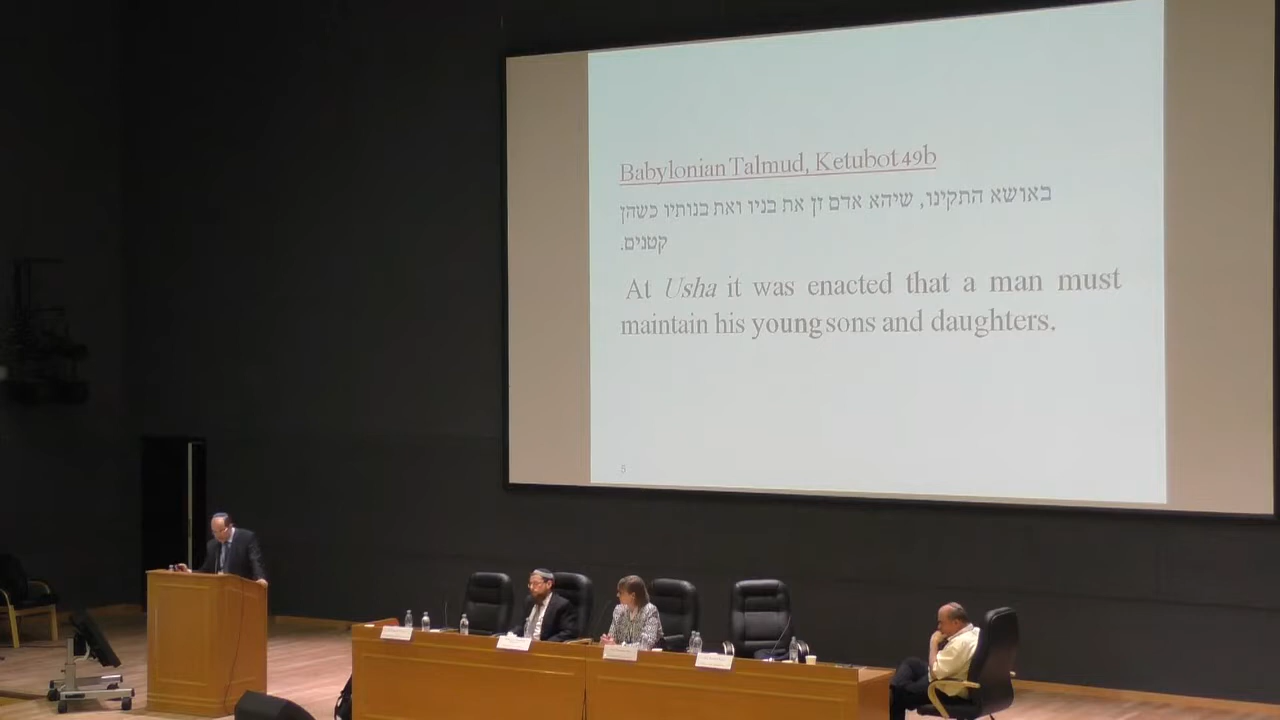 Babylonian Talmud, Ketubot 49b
באושא התקינו, שיהא אדם זן את בניו ואת בנותיו כשהן
קטנים.
At Usha it was enacted that a man must
maintain his young sons and daughters.
5